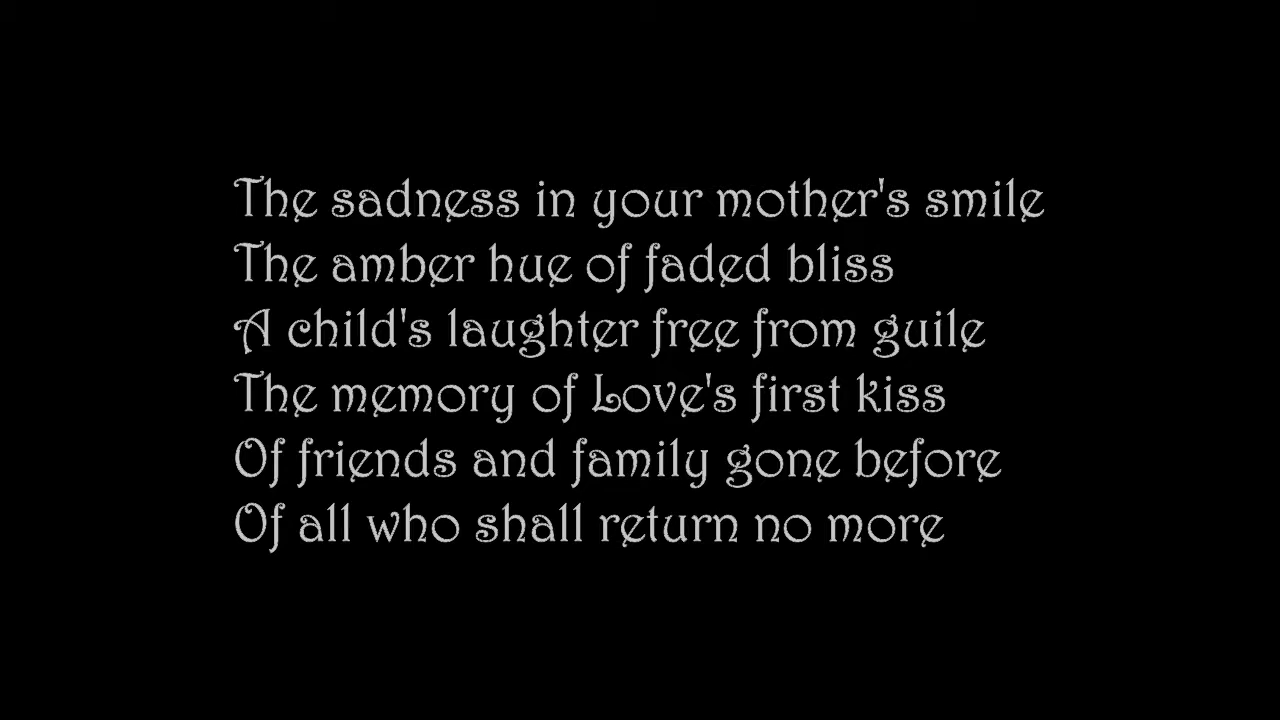 The sadness in your mother's smile
The amber hue of faded bliss
A child's laughter free from guile
The memory of Love's first kiss
Of friends and family gone before
Of all who shall return no more